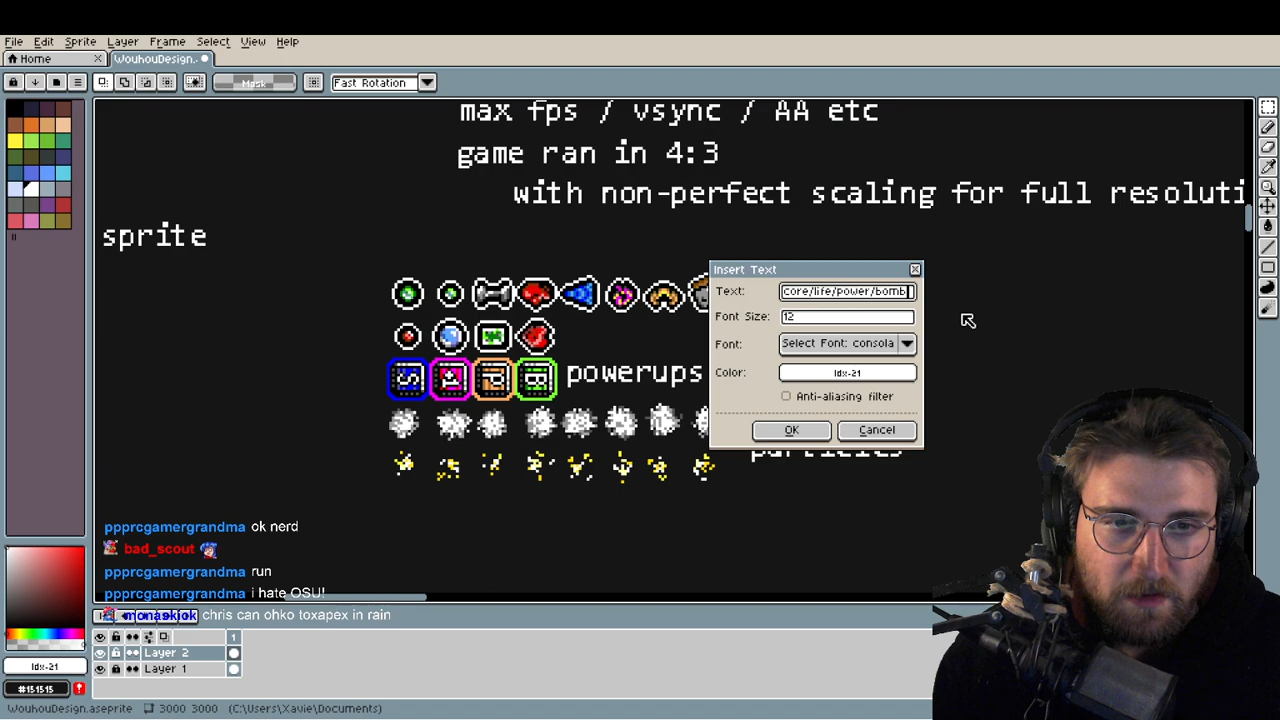 File Edit Sprite Layer Frame Select View Help
Home WouhouDesign.
Mask Fast Rotation
max fps / vsync / AA etc
game ran in 4:3
with non-perfect scaling for full resoluti
sprite
Insert Text
Text: core/life/power/bomb
Font Size: 12
Font: Select Font: consola
Color: Idx-21
Anti-aliasing filter
OK Cancel
S +1 P B powerups
ppprcgamergrandma ok nerd
bad_scout
ppprcgamergrandma run
ppprcgamergrandma i hate OSU!
monaskiok chris can ohko toxapex in rain
1
Layer 2
Layer 1
Idx-21
#151515
WouhouDesign.aseprite 3000 3000 (C:\Users\Xavie\Documents)